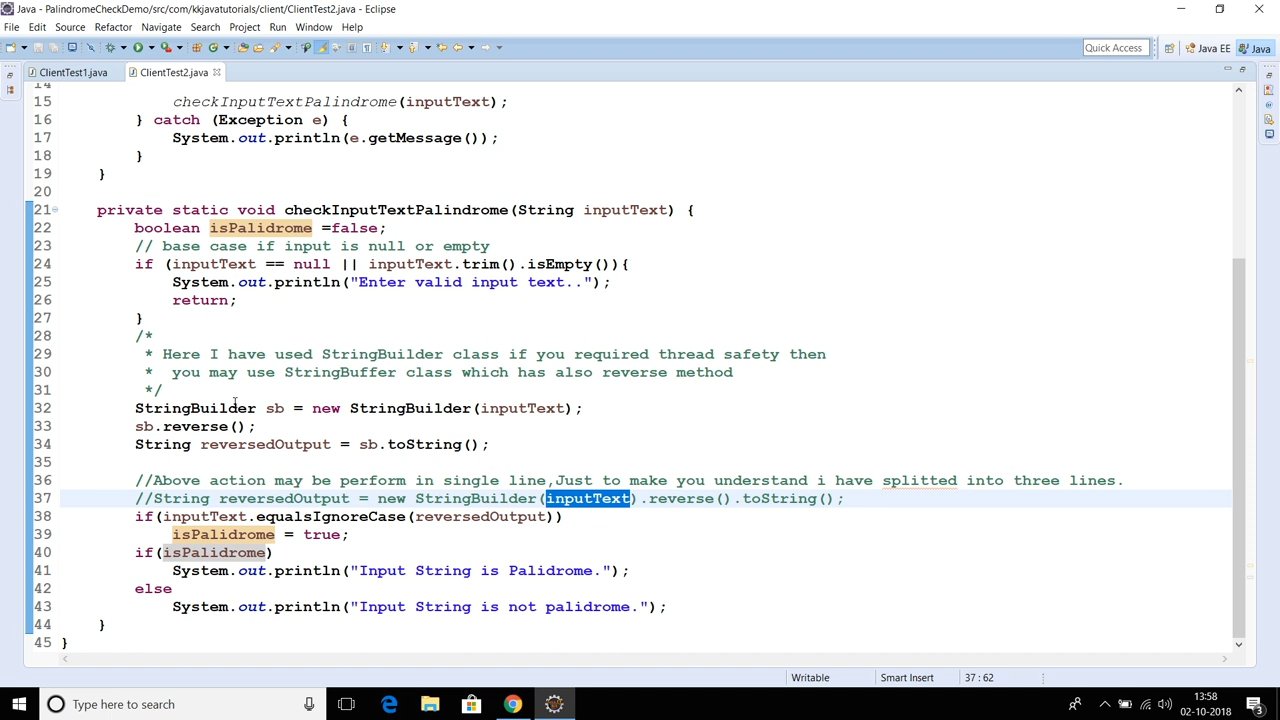 Java - PalindromeCheckDemo/src/com/kkjavatutorials/client/ClientTest2.java - Eclipse
File Edit Source Refactor Navigate Search Project Run Window Help
Quick Access Java EE Java
ClientTest1.java ClientTest2.java
14
15 checkInputTextPalindrome(inputText);
16 } catch (Exception e) {
17 System.out.println(e.getMessage());
18 }
19 }
20
21 private static void checkInputTextPalindrome(String inputText) {
22 boolean isPalidrome =false;
23 // base case if input is null or empty
24 if (inputText == null || inputText.trim().isEmpty()){
25 System.out.println("Enter valid input text..");
26 return;
27 }
28 /*
29 * Here I have used StringBuilder class if you required thread safety then
30 * you may use StringBuffer class which has also reverse method
31 */
32 StringBuilder sb = new StringBuilder(inputText);
33 sb.reverse();
34 String reversedOutput = sb.toString();
35
36 //Above action may be perform in single line,Just to make you understand i have splitted into three lines.
37 //String reversedOutput = new StringBuilder(inputText).reverse().toString();
38 if(inputText.equalsIgnoreCase(reversedOutput))
39 isPalidrome = true;
40 if(isPalidrome)
41 System.out.println("Input String is Palidrome.");
42 else
43 System.out.println("Input String is not palidrome.");
44 }
45 }
Writable Smart Insert 37 : 62
Type here to search
13:58
02-10-2018
3